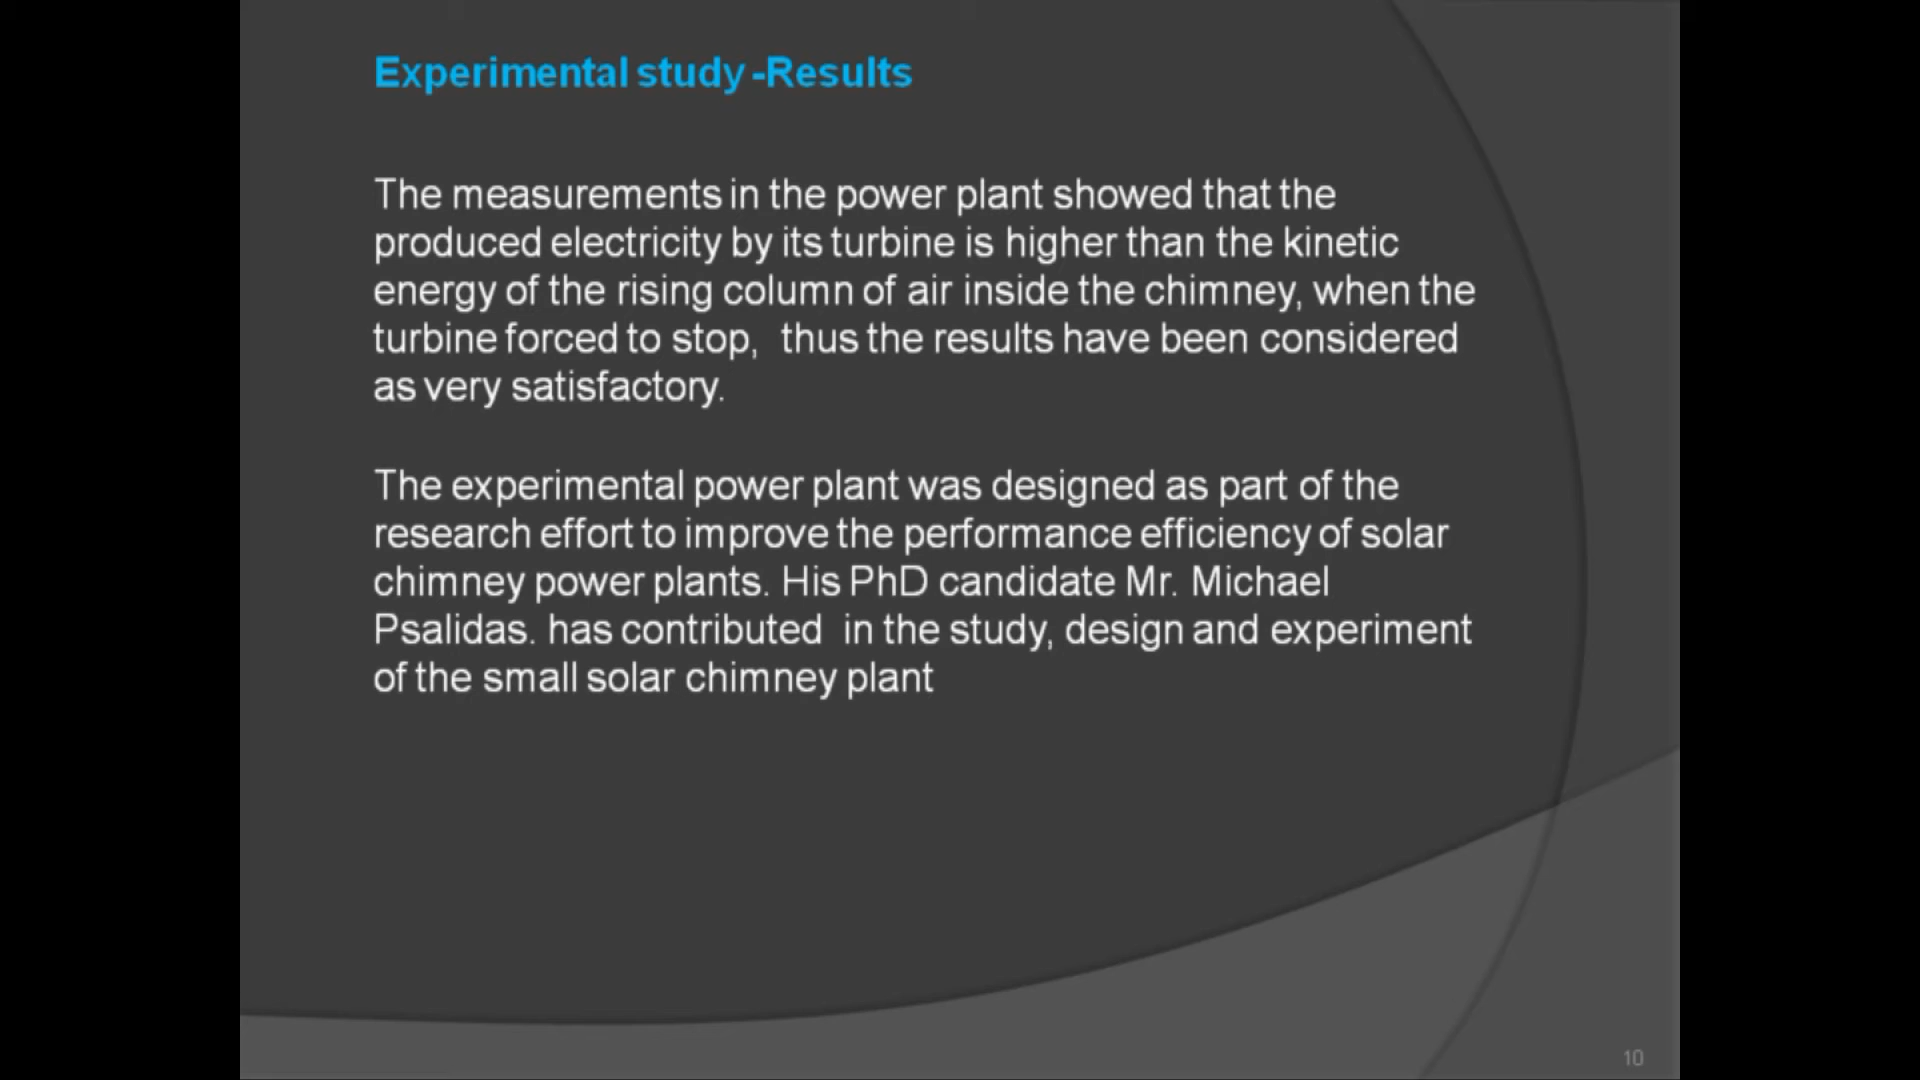 Experimental study -Results
The measurements in the power plant showed that the
produced electricity by its turbine is higher than the kinetic
energy of the rising column of air inside the chimney, when the
turbine forced to stop,  thus the results have been considered
as very satisfactory.
The experimental power plant was designed as part of the
research effort to improve the performance efficiency of solar
chimney power plants. His PhD candidate Mr. Michael
Psalidas. has contributed  in the study, design and experiment
of the small solar chimney plant
10